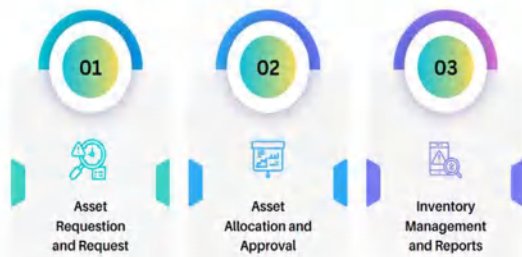 01
02
03
Asset
Requestion
and Request
Asset
Allocation and
Approval
Inventory
Management
and Reports